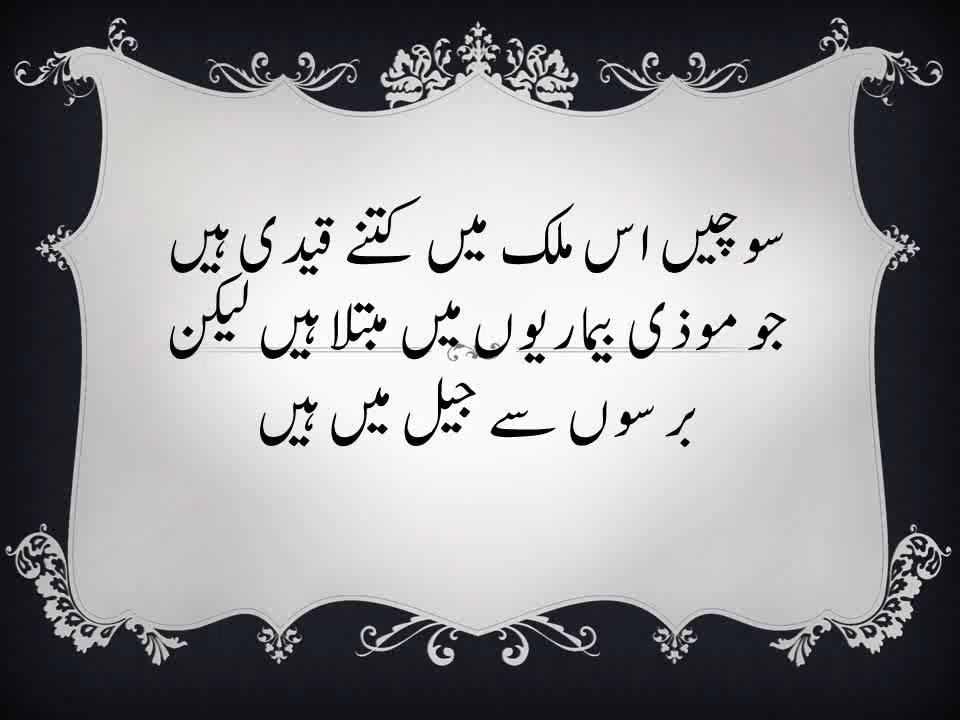 سوچیں اس ملک میں کتنے قیدی ہیں
جو موذی بیماریوں میں مبتلا ہیں لیکن
برسوں سے جیل میں ہیں